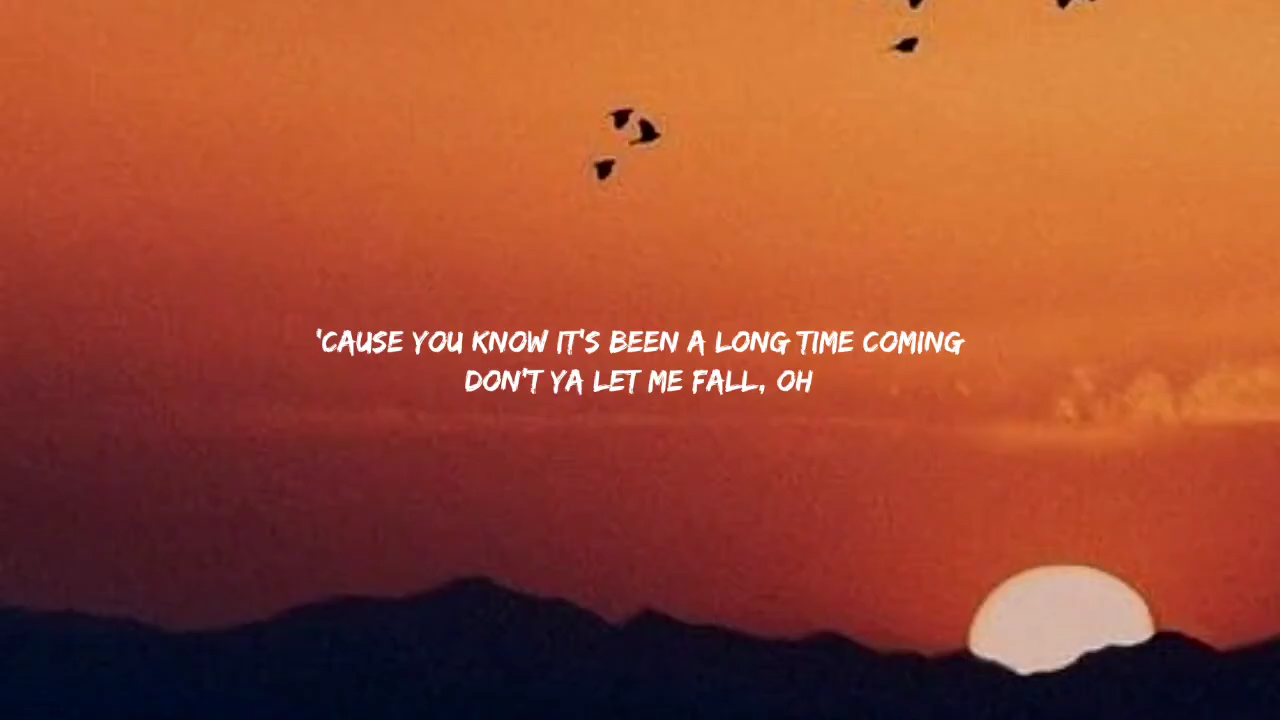 'CAUSE YOU KNOW IT'S BEEN A LONG TIME COMING
DON'T YA LET ME FALL, OH